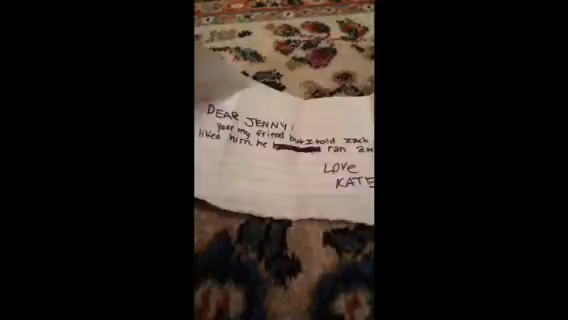 DEAR JENNY:
your my friend but I told zach
liked him. he ran
LOVE
KATE